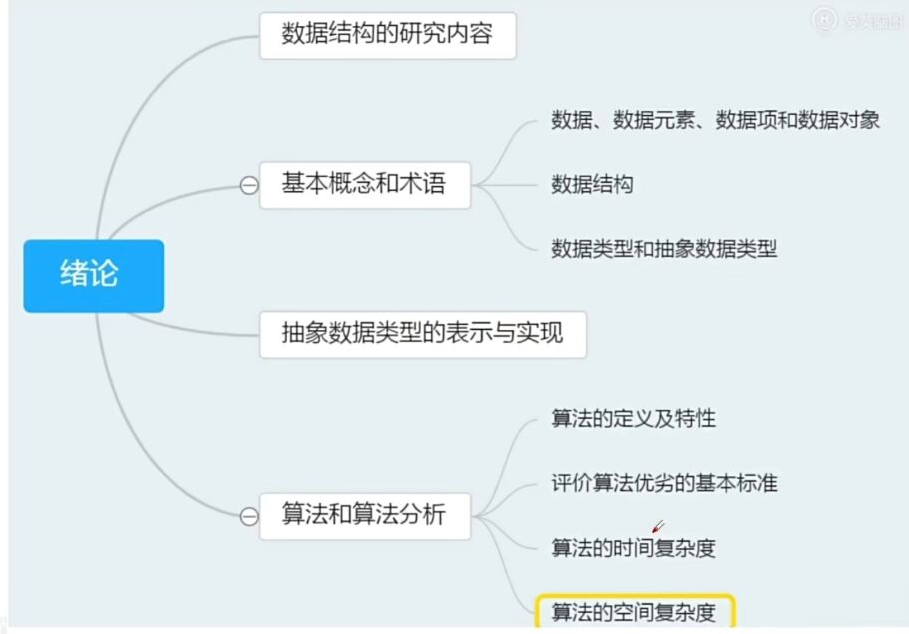 数据结构的研究内容
基本概念和术语
数据、数据元素、数据项和数据对象
数据结构
数据类型和抽象数据类型
绪论
抽象数据类型的表示与实现
算法和算法分析
算法的定义及特性
评价算法优劣的基本标准
算法的时间复杂度
算法的空间复杂度